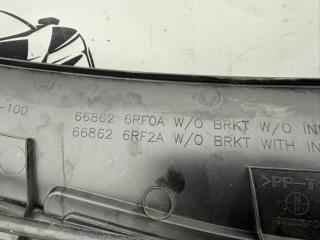 -100
66862 6RF0A W/O BRKT W/O IN
66862 6RF2A W/O BRKT WITH IN
>PP-T